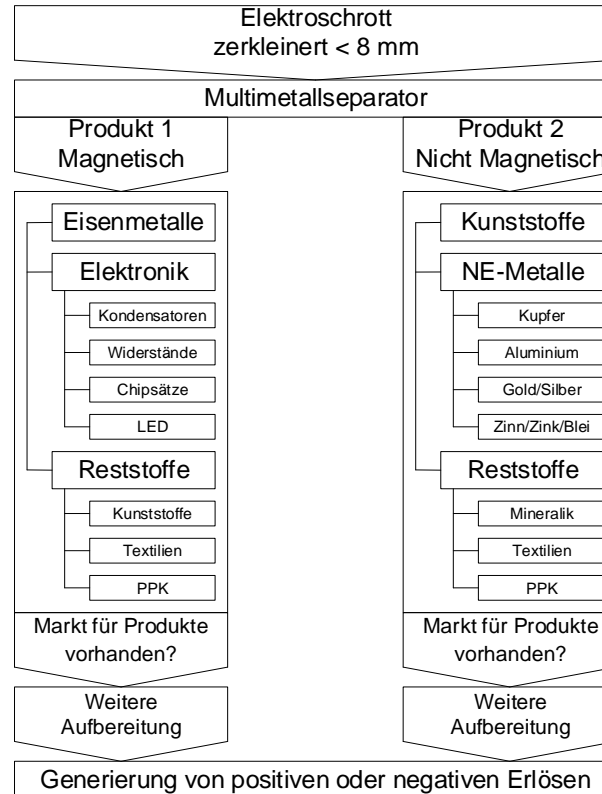 Elektroschrott
zerkleinert < 8 mm
Multimetallseparator
Produkt 1
Magnetisch
Eisenmetalle
Elektronik
Kondensatoren
Widerstände
Chipsätze
LED
Reststoffe
Kunststoffe
Textilien
PPK
Markt für Produkte
vorhanden?
Weitere
Aufbereitung
Produkt 2
Nicht Magnetisch
Kunststoffe
NE-Metalle
Kupfer
Aluminium
Gold/Silber
Zinn/Zink/Blei
Reststoffe
Mineralik
Textilien
PPK
Markt für Produkte
vorhanden?
Weitere
Aufbereitung
Generierung von positiven oder negativen Erlösen